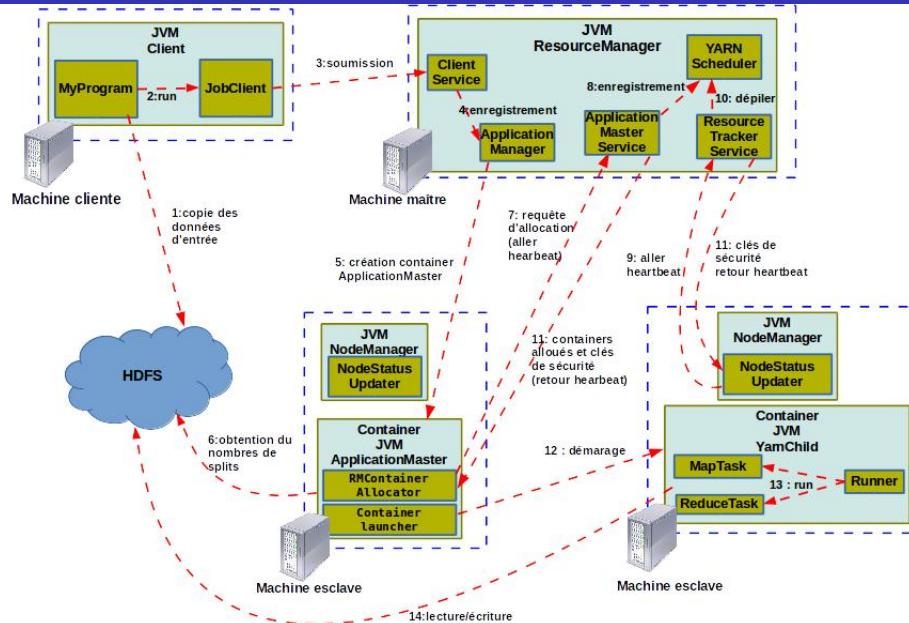 JVM
Client
MyProgram
2:run
JobClient
Machine cliente
3:soumission
JVM
ResourceManager
Client
Service
4:enregistrement
Application
Manager
Application
Master
Service
8:enregistrement
YARN
Scheduler
10: dépiler
Resource
Tracker
Service
Machine maitre
1:copie des
données
d'entrée
5: création container
ApplicationMaster
7: requête
d'allocation
(aller
hearbeat)
9: aller
heartbeat
11: clés de
sécurité
retour heartbeat
HDFS
JVM
NodeManager
NodeStatus
Updater
11: containers
alloués et clés
de sécurité
(retour hearbeat)
JVM
NodeManager
NodeStatus
Updater
6:obtention du
nombres de
splits
Container
JVM
ApplicationMaster
RMContainer
Allocator
Container
launcher
12 : démarage
Container
JVM
YarnChild
MapTask
13 : run
Runner
ReduceTask
Machine esclave
Machine esclave
14:lecture/écriture